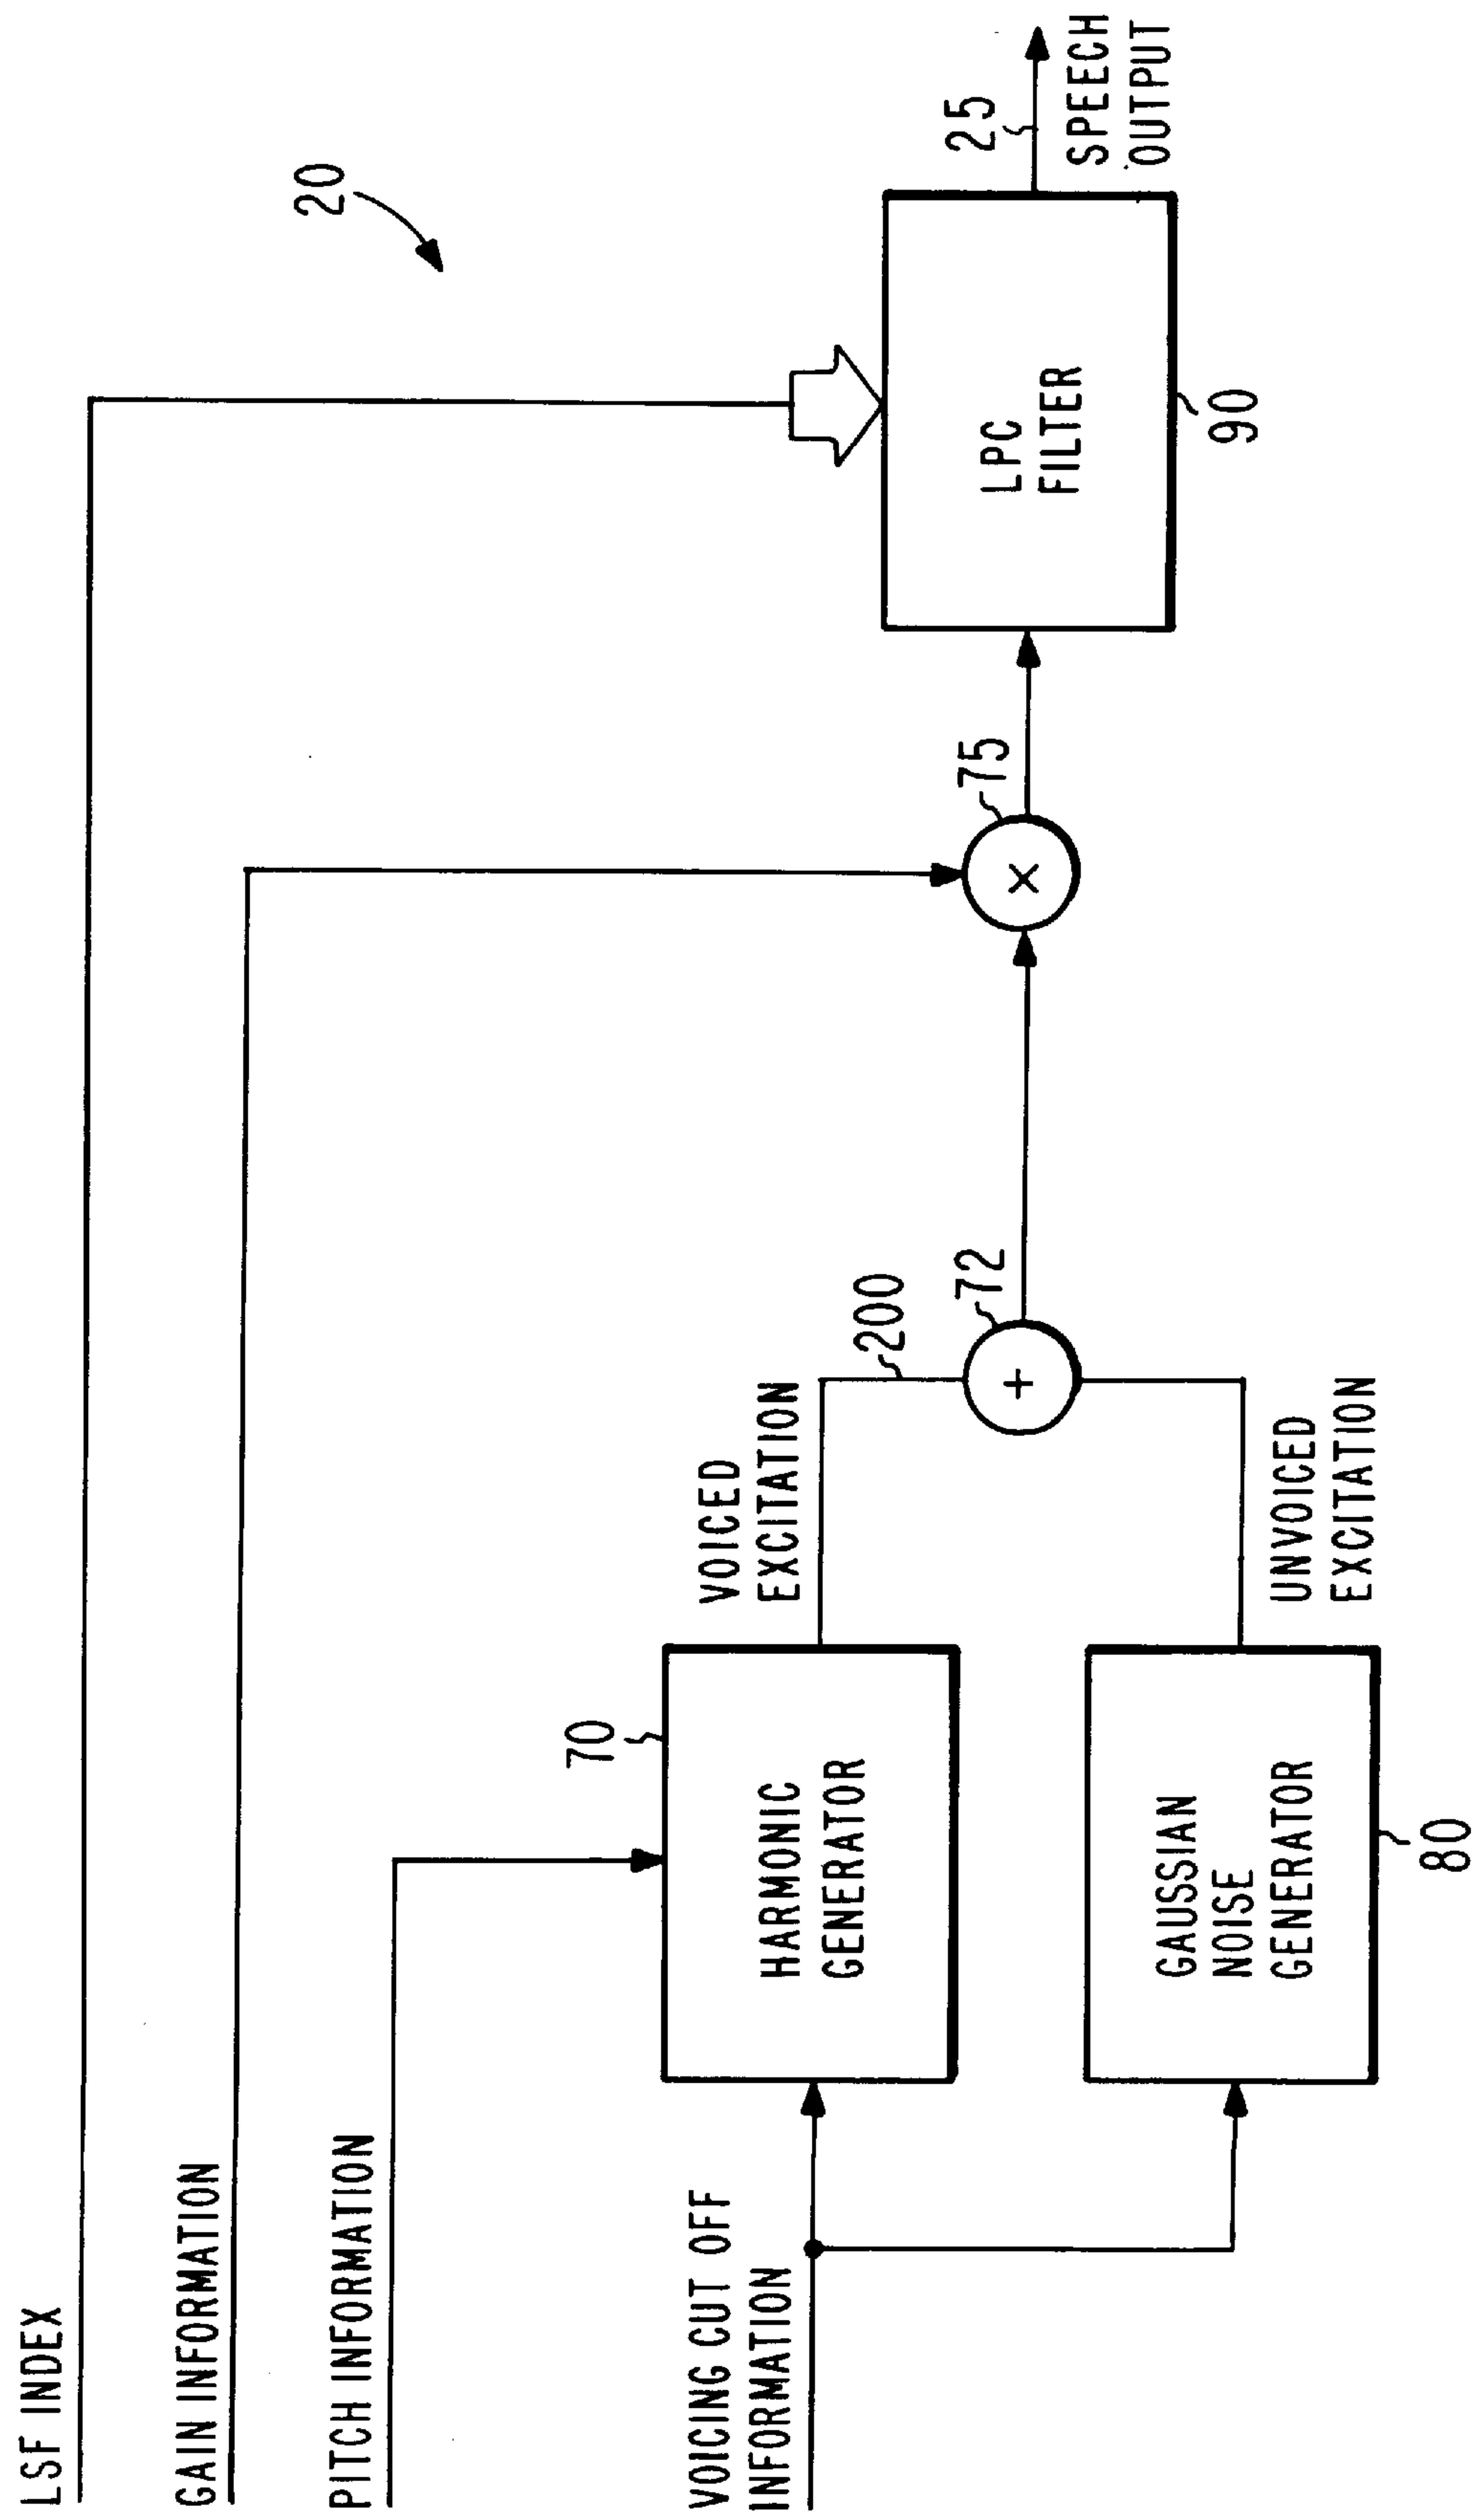 LSF INDEX
20
GAIN INFORMATION
PITCH INFORMATION
70
VOICING CUT OFF
INFORMATION
HARMONIC
GENERATOR
VOICED
EXCITATION
200
72
+
75
×
LPC
FILTER
90
25
SPEECH
OUTPUT
GAUSSIAN
NOISE
GENERATOR
80
UNVOICED
EXCITATION